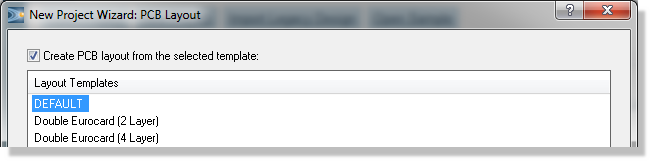 New Project Wizard: PCB Layout
Create PCB layout from the selected template:
Layout Templates
DEFAULT
Double Eurocard (2 Layer)
Double Eurocard (4 Layer)